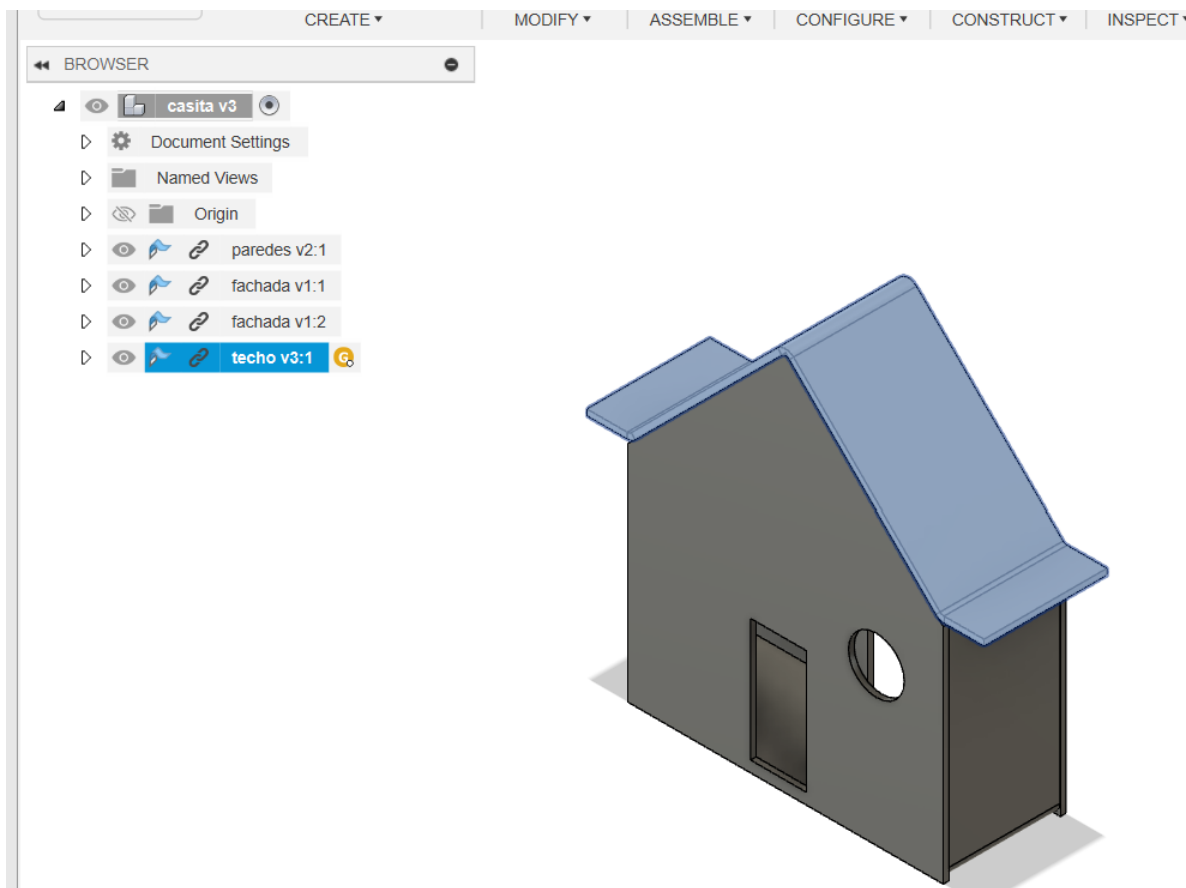 CREATE MODIFY ASSEMBLE CONFIGURE CONSTRUCT INSPECT
BROWSER
casita v3
Document Settings
Named Views
Origin
paredes v2:1
fachada v1:1
fachada v1:2
techo v3:1 G